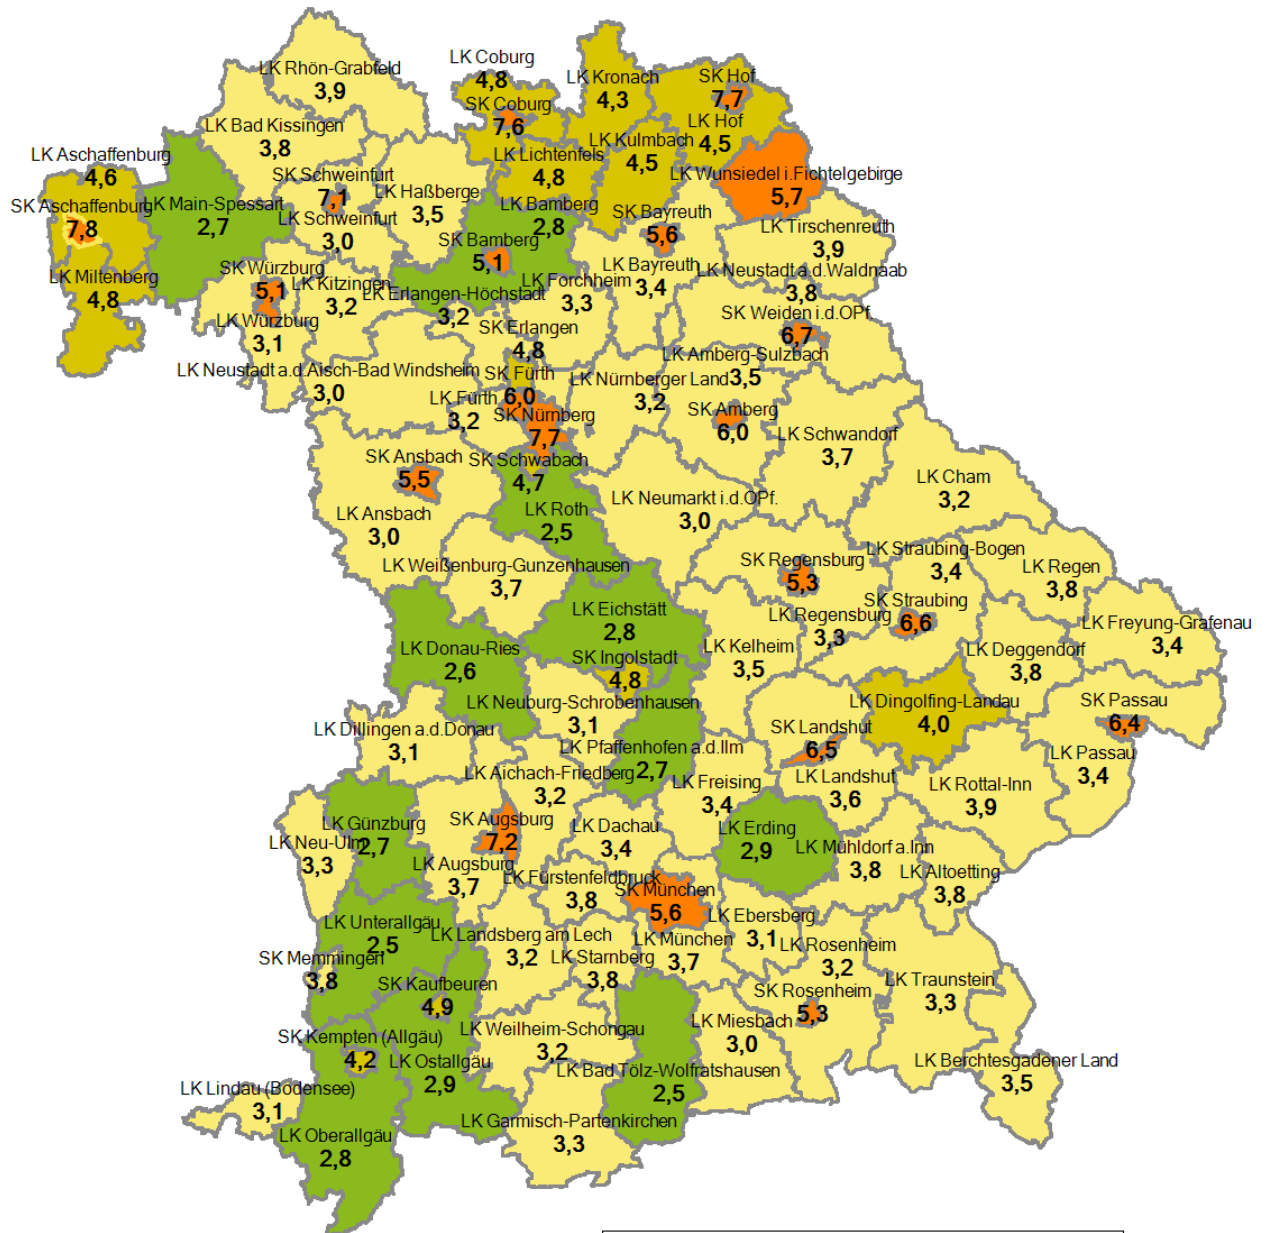 LK Rhön-Grabfeld
3,9
LK Coburg
4,8
SK Coburg
7,6
LK Kronach
4,3
SK Hof
7,7
LK Hof
4,5
LK Bad Kissingen
3,8
LK Kulmbach
4,5
LK Lichtenfels
4,8
LK Aschaffenburg
4,6
SK Aschaffenburg
7,8
LK Main-Spessart
2,7
SK Schweinfurt
7,1
LK Schweinfurt
3,0
LK Haßberge
3,5
LK Bamberg
2,8
SK Bamberg
5,1
SK Bayreuth
5,6
LK Bayreuth
3,4
LK Wunsiedel i.Fichtelgebirge
5,7
LK Tirschenreuth
3,9
LK Miltenberg
4,8
SK Würzburg
5,1
LK Würzburg
3,1
LK Kitzingen
3,2
LK Erlangen-Höchstadt
3,2
LK Forchheim
3,3
LK Neustadt a.d.Waldnaab
3,8
SK Weiden i.d.OPf.
6,7
SK Erlangen
4,8
LK Neustadt a.d.Aisch-Bad Windsheim
3,0
SK Fürth
6,0
LK Fürth
3,2
SK Nürnberg
7,7
LK Nürnberger Land
3,2
LK Amberg-Sulzbach
3,5
SK Amberg
6,0
LK Schwandorf
3,7
SK Ansbach
5,5
LK Ansbach
3,0
SK Schwabach
4,7
LK Roth
2,5
LK Neumarkt i.d.OPf.
3,0
LK Cham
3,2
LK Weißenburg-Gunzenhausen
3,7
SK Regensburg
5,3
LK Regensburg
3,3
LK Straubing-Bogen
3,4
SK Straubing
6,6
LK Regen
3,8
LK Freyung-Grafenau
3,4
LK Eichstätt
2,8
SK Ingolstadt
4,8
LK Kelheim
3,5
LK Deggendorf
3,8
LK Donau-Ries
2,6
LK Neuburg-Schrobenhausen
3,1
LK Dingolfing-Landau
4,0
SK Passau
6,4
LK Passau
3,4
LK Dillingen a.d.Donau
3,1
LK Pfaffenhofen a.d.Ilm
2,7
SK Landshut
6,5
LK Landshut
3,6
LK Rottal-Inn
3,9
LK Aichach-Friedberg
3,2
LK Freising
3,4
LK Günzburg
2,7
LK Neu-Ulm
3,3
SK Augsburg
7,2
LK Augsburg
3,7
LK Dachau
3,4
LK Erding
2,9
LK Mühldorf a.Inn
3,8
LK Altoetting
3,8
LK Fürstenfeldbruck
3,8
SK München
5,6
LK München
3,7
LK Ebersberg
3,1
LK Unterallgäu
2,5
SK Memmingen
3,8
LK Landsberg am Lech
3,2
LK Starnberg
3,8
LK Rosenheim
3,2
SK Rosenheim
5,3
LK Traunstein
3,3
SK Kaufbeuren
4,9
SK Kempten (Allgäu)
4,2
LK Ostallgäu
2,9
LK Weilheim-Schongau
3,2
LK Bad Tölz-Wolfratshausen
2,5
LK Miesbach
3,0
LK Berchtesgadener Land
3,5
LK Lindau (Bodensee)
3,1
LK Oberallgäu
2,8
LK Garmisch-Partenkirchen
3,3